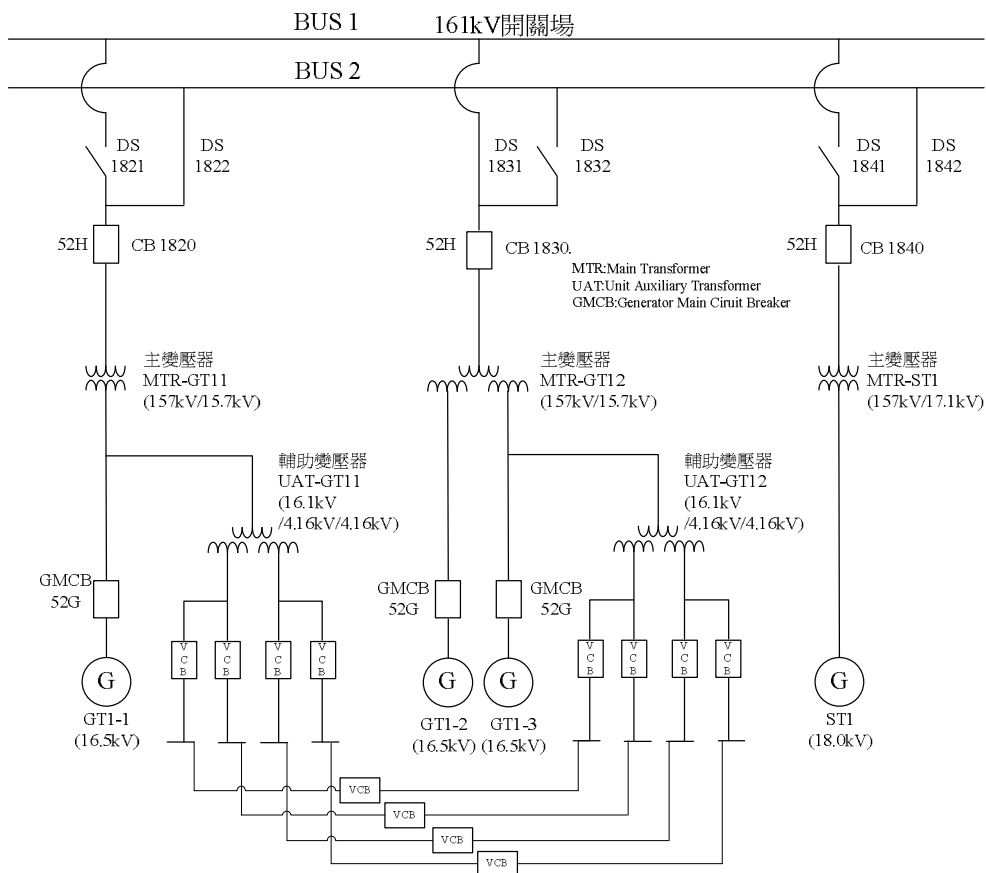 BUS 1
161kV開關場
BUS 2
DS
1821
DS
1822
DS
1831
DS
1832
DS
1841
DS
1842
52H
CB 1820
52H
CB 1830.
52H
CB 1840
MTR:Main Transformer
UAT:Unit Auxiliary Transformer
GMCB:Generator Main Ciruit Breaker
主變壓器
MTR-GT11
(157kV/15.7kV)
主變壓器
MTR-GT12
(157kV/15.7kV)
主變壓器
MTR-ST1
(157kV/17.1kV)
輔助變壓器
UAT-GT11
(16.1kV
/4.16kV/4.16kV)
輔助變壓器
UAT-GT12
(16.1kV
/4.16kV/4.16kV)
GMCB
52G
GMCB
52G
GMCB
52G
VCB
VCB
VCB
VCB
VCB
VCB
VCB
VCB
G
GT1-1
(16.5kV)
G
GT1-2
(16.5kV)
G
GT1-3
(16.5kV)
G
ST1
(18.0kV)
VCB
VCB
VCB
VCB